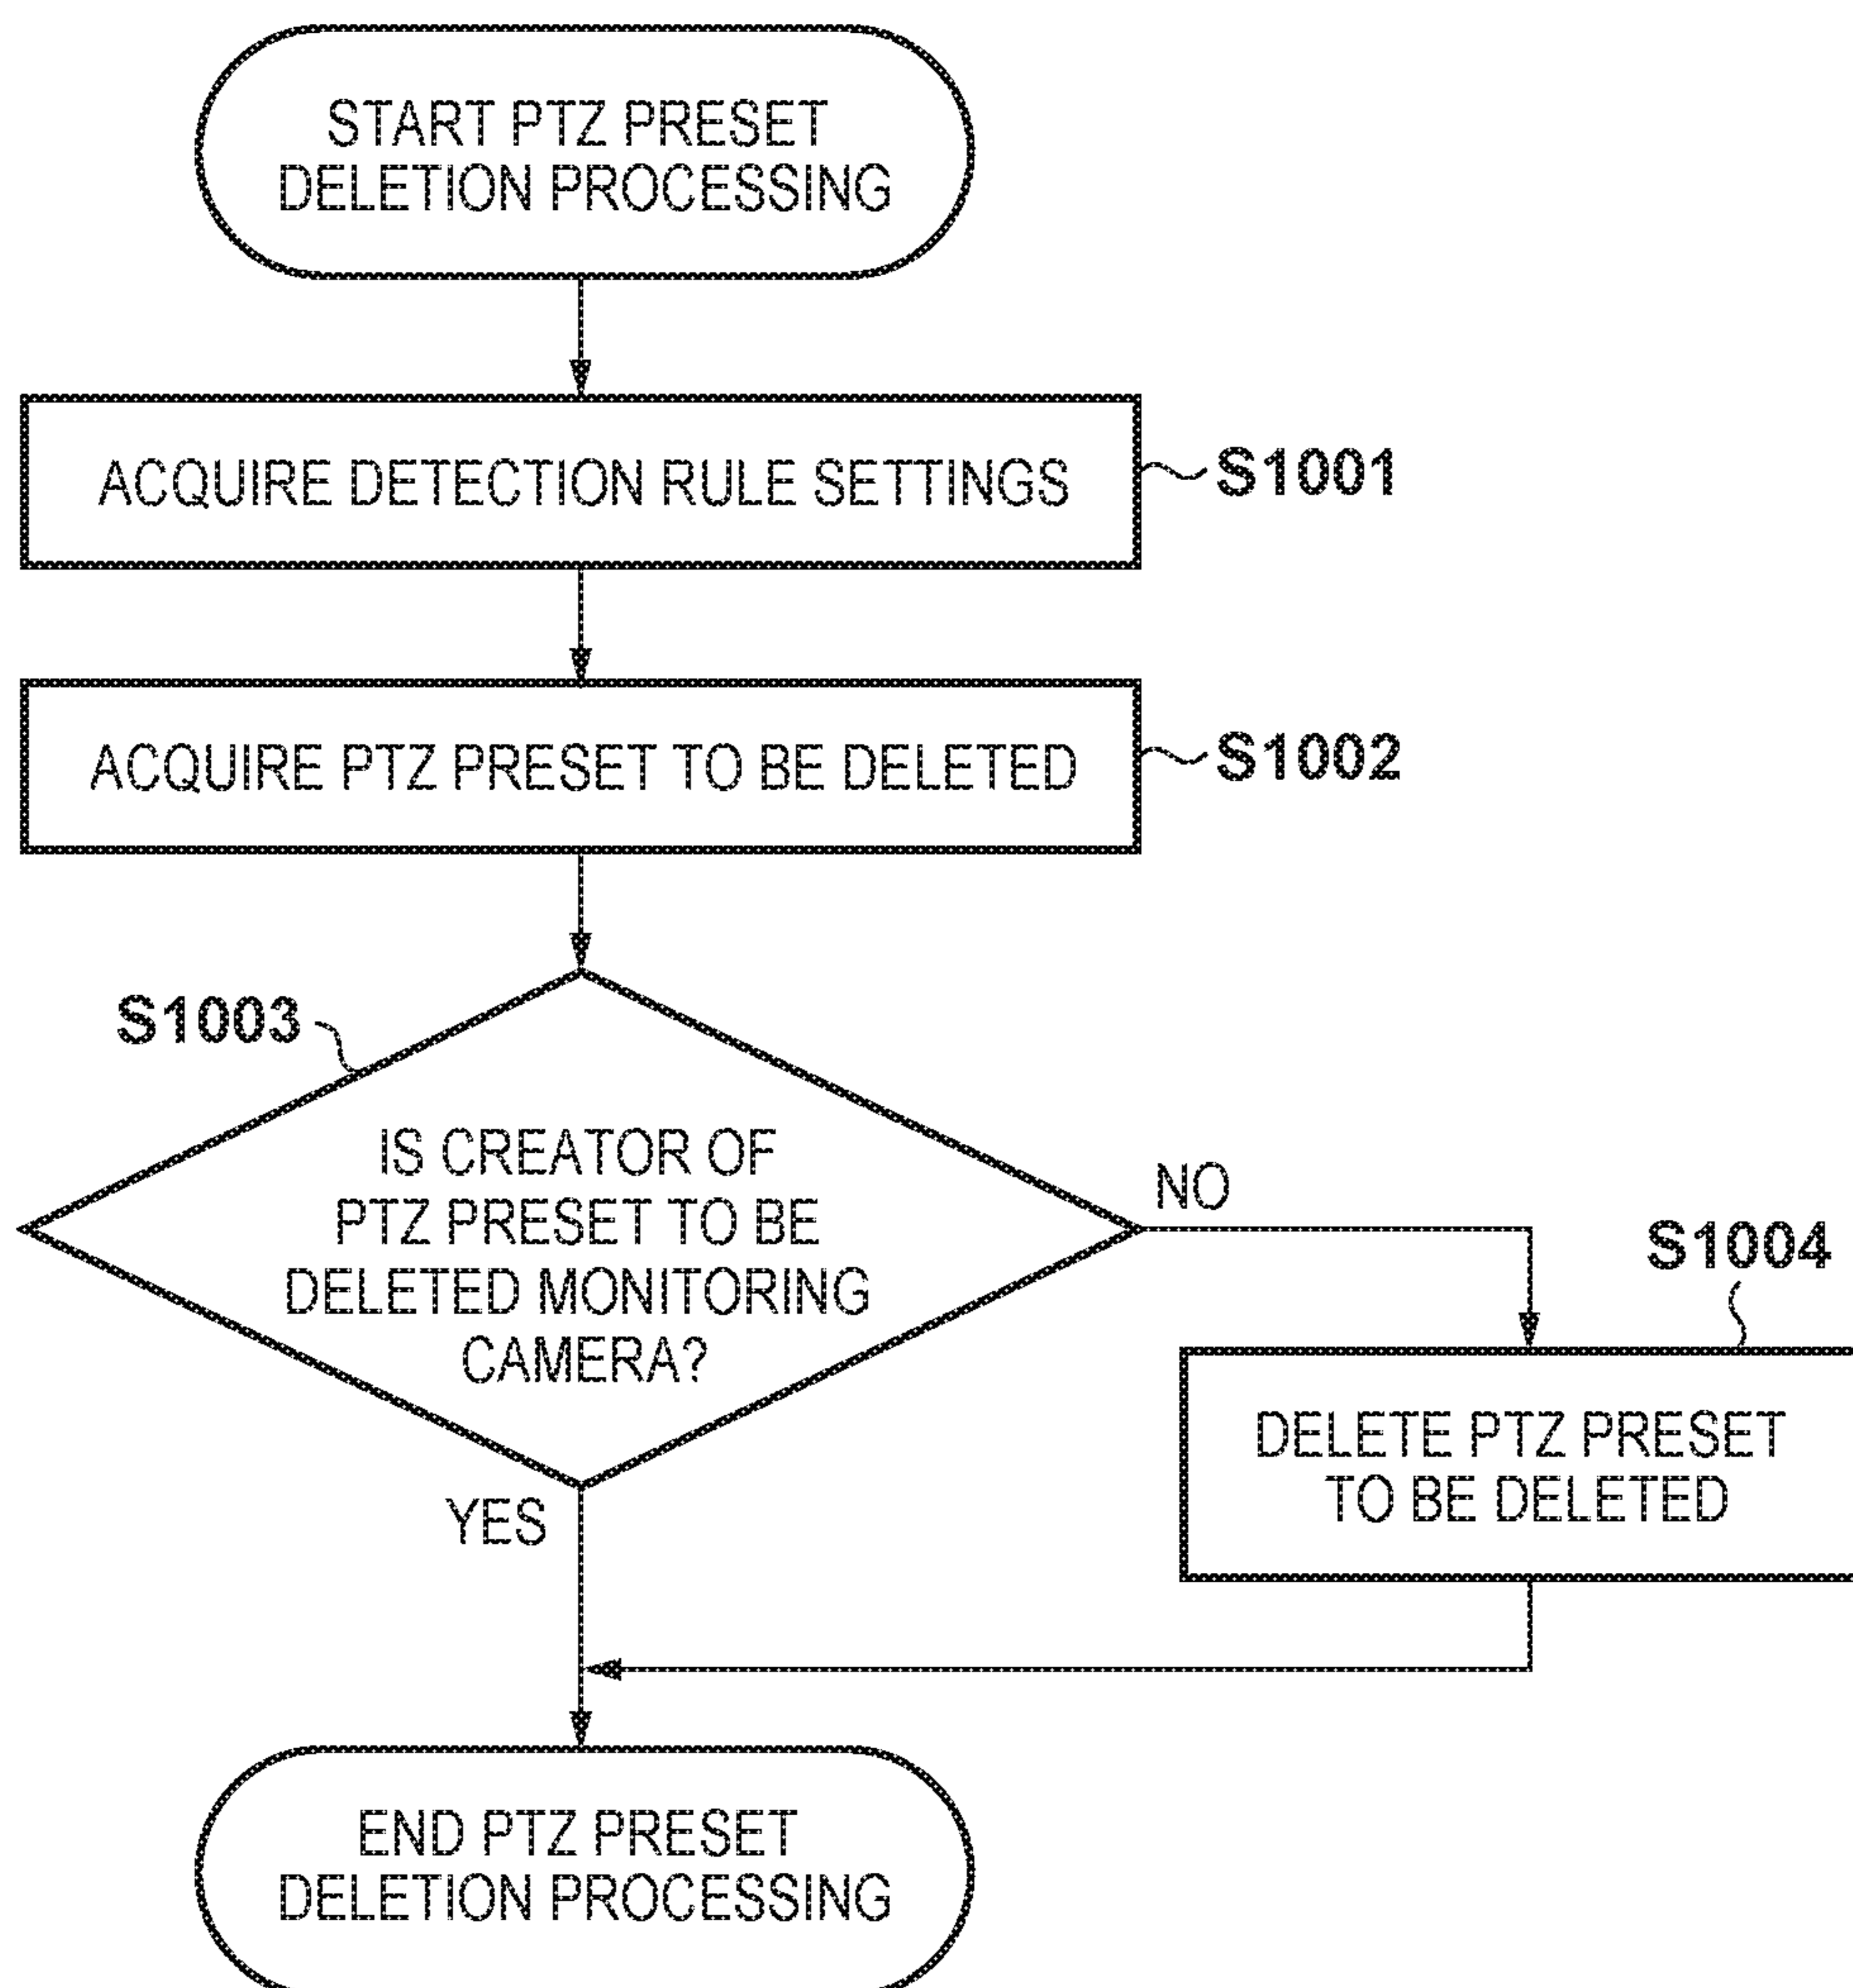 START PTZ PRESET
DELETION PROCESSING
ACQUIRE DETECTION RULE SETTINGS
S1001
ACQUIRE PTZ PRESET TO BE DELETED
S1002
S1003
IS CREATOR OF
PTZ PRESET TO BE
DELETED MONITORING
CAMERA?
NO
S1004
DELETE PTZ PRESET
TO BE DELETED
YES
END PTZ PRESET
DELETION PROCESSING